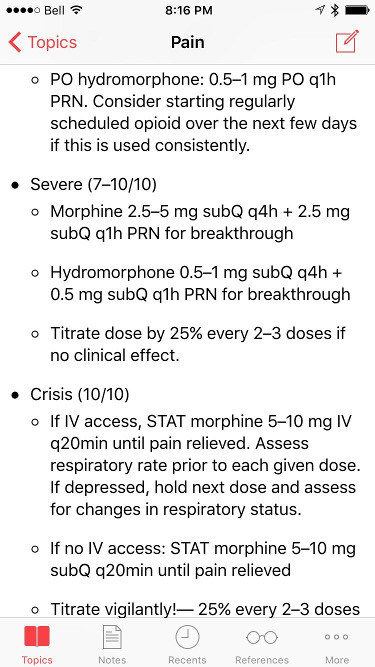 Bell 8:16 PM
Topics Pain
PO hydromorphone: 0.5–1 mg PO q1h
PRN. Consider starting regularly
scheduled opioid over the next few days
if this is used consistently.
Severe (7–10/10)
Morphine 2.5–5 mg subQ q4h + 2.5 mg
subQ q1h PRN for breakthrough
Hydromorphone 0.5–1 mg subQ q4h +
0.5 mg subQ q1h PRN for breakthrough
Titrate dose by 25% every 2–3 doses if
no clinical effect.
Crisis (10/10)
If IV access, STAT morphine 5–10 mg IV
q20min until pain relieved. Assess
respiratory rate prior to each given dose.
If depressed, hold next dose and assess
for changes in respiratory status.
If no IV access: STAT morphine 5–10 mg
subQ q20min until pain relieved
Titrate vigilantly!— 25% every 2–3 doses
Topics Notes Recents References More